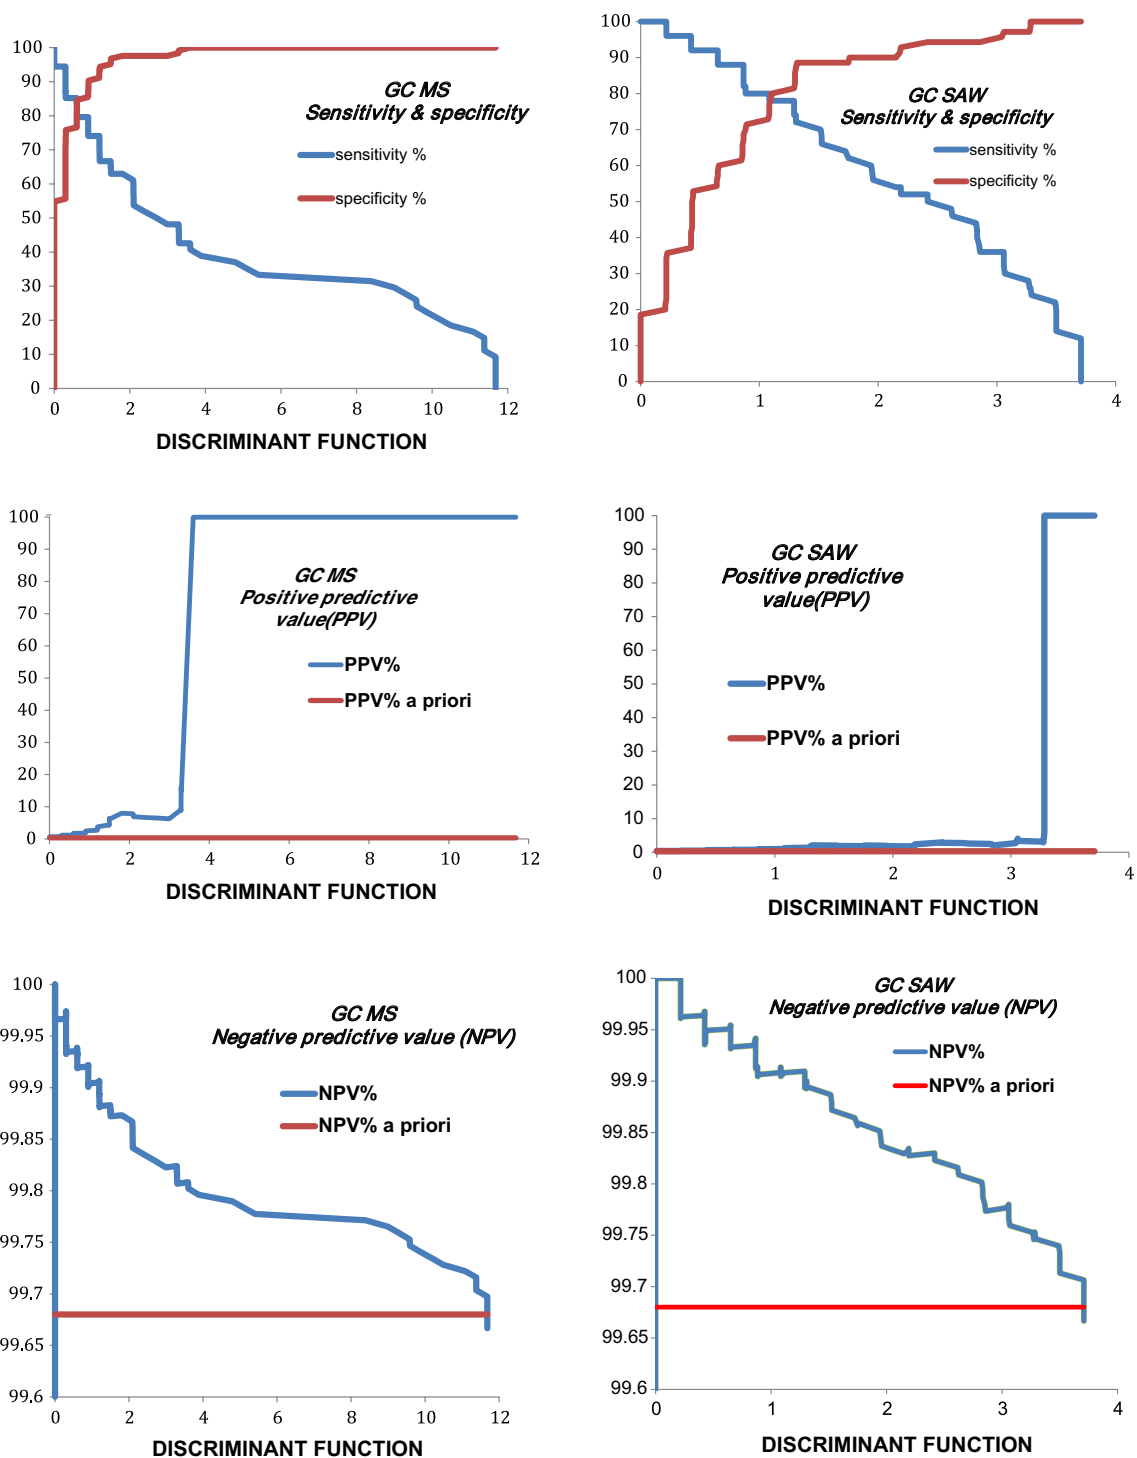 100
90
80
70
60
50
40
30
20
10
0
GC MS
Sensitivity & specificity
sensitivity %
specificity %
0 2 4 6 8 10 12
DISCRIMINANT FUNCTION
100
90
80
70
60
50
40
30
20
10
0
GC SAW
Sensitivity & specificity
sensitivity %
specificity %
0 1 2 3 4
DISCRIMINANT FUNCTION
100
90
80
70
60
50
40
30
20
10
0
GC MS
Positive predictive
value(PPV)
PPV%
PPV% a priori
0 2 4 6 8 10 12
DISCRIMINANT FUNCTION
100
90
80
70
60
50
40
30
20
10
0
GC SAW
Positive predictive
value(PPV)
PPV%
PPV% a priori
0 1 2 3 4
DISCRIMINANT FUNCTION
100
99.95
99.9
99.85
99.8
99.75
99.7
99.65
99.6
GC MS
Negative predictive value (NPV)
NPV%
NPV% a priori
0 2 4 6 8 10 12
DISCRIMINANT FUNCTION
100
99.95
99.9
99.85
99.8
99.75
99.7
99.65
99.6
GC SAW
Negative predictive value (NPV)
NPV%
NPV% a priori
0 1 2 3 4
DISCRIMINANT FUNCTION